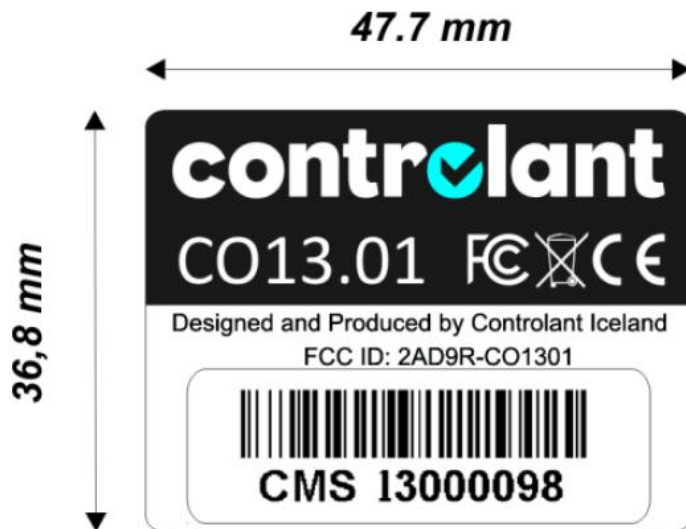 47.7 mm
36,8 mm
controlant
CO13.01 FC CE
Designed and Produced by Controlant Iceland
FCC ID: 2AD9R-CO1301
CMS 13000098